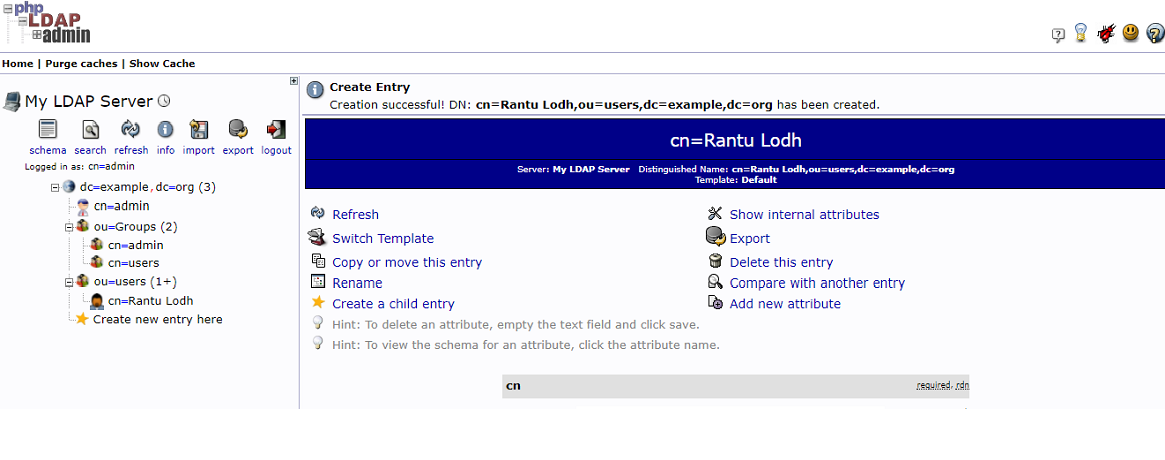 php
LDAP
admin
Home | Purge caches | Show Cache
My LDAP Server
schema search refresh info import export logout
Logged in as: cn=admin
dc=example,dc=org (3)
cn=admin
ou=Groups (2)
cn=admin
cn=users
ou=users (1+)
cn=Rantu Lodh
Create new entry here
Create Entry
Creation successful! DN: cn=Rantu Lodh,ou=users,dc=example,dc=org has been created.
cn=Rantu Lodh
Server: My LDAP Server Distinguished Name: cn=Rantu Lodh,ou=users,dc=example,dc=org
Template: Default
Refresh
Show internal attributes
Switch Template
Export
Copy or move this entry
Delete this entry
Rename
Compare with another entry
Create a child entry
Add new attribute
Hint: To delete an attribute, empty the text field and click save.
Hint: To view the schema for an attribute, click the attribute name.
cn required, rdn